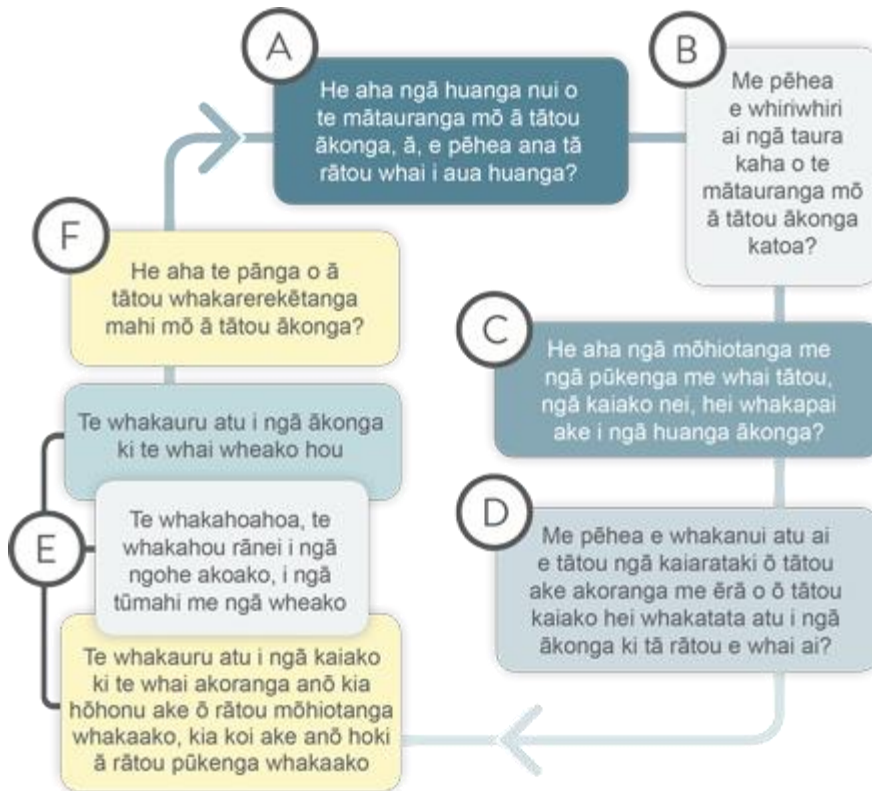 A
He aha ngā huanga nui o
te mātauranga mō ā tātou
ākonga, ā, e pēhea ana tā
rātou whai i aua huanga?
B
Me pēhea
e whiriwhiri
ai ngā taura
kaha o te
mātauranga mō
ā tātou ākonga
katoa?
C
He aha ngā mōhiotanga me
ngā pūkenga me whai tātou,
ngā kaiako nei, hei whakapai
ake i ngā huanga ākonga?
D
Me pēhea e whakanui atu ai
e tātou ngā kaiarataki ō tātou
ake akoranga me ērā o ō tātou
kaiako hei whakatata atu i ngā
ākonga ki tā rātou e whai ai?
E
Te whakauru atu i ngā kaiako
ki te whai akoranga anō kia
hōhonu ake ō rātou mōhiotanga
whakaako, kia koi ake anō hoki
ā rātou pūkenga whakaako
Te whakahoahoa, te
whakahou rānei i ngā
ngohe akoako, i ngā
tūmahi me ngā wheako
Te whakauru atu i ngā ākonga
ki te whai wheako hou
F
He aha te pānga o ā
tātou whakarerekētanga
mahi mō ā tātou ākonga?